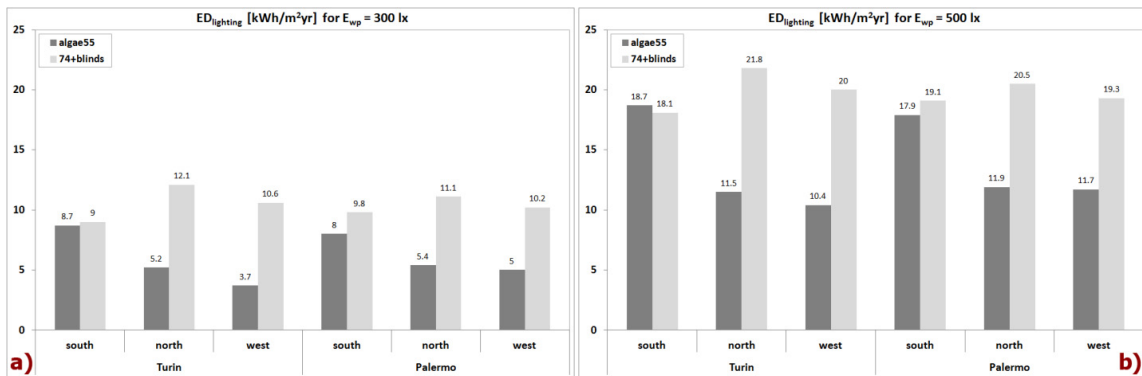 ED_lighting [kWh/m²yr] for E_wp = 300 lx
25
20
15
10
5
0
algae55
74+blinds
8.7 9 5.2 12.1 3.7 10.6 8 9.8 5.4 11.1 5 10.2
south north west south north west
Turin Palermo
a)
ED_lighting [kWh/m²yr] for E_wp = 500 lx
25
20
15
10
5
0
algae55
74+blinds
18.7 18.1 11.5 21.8 10.4 20 17.9 19.1 11.9 20.5 11.7 19.3
south north west south north west
Turin Palermo
b)